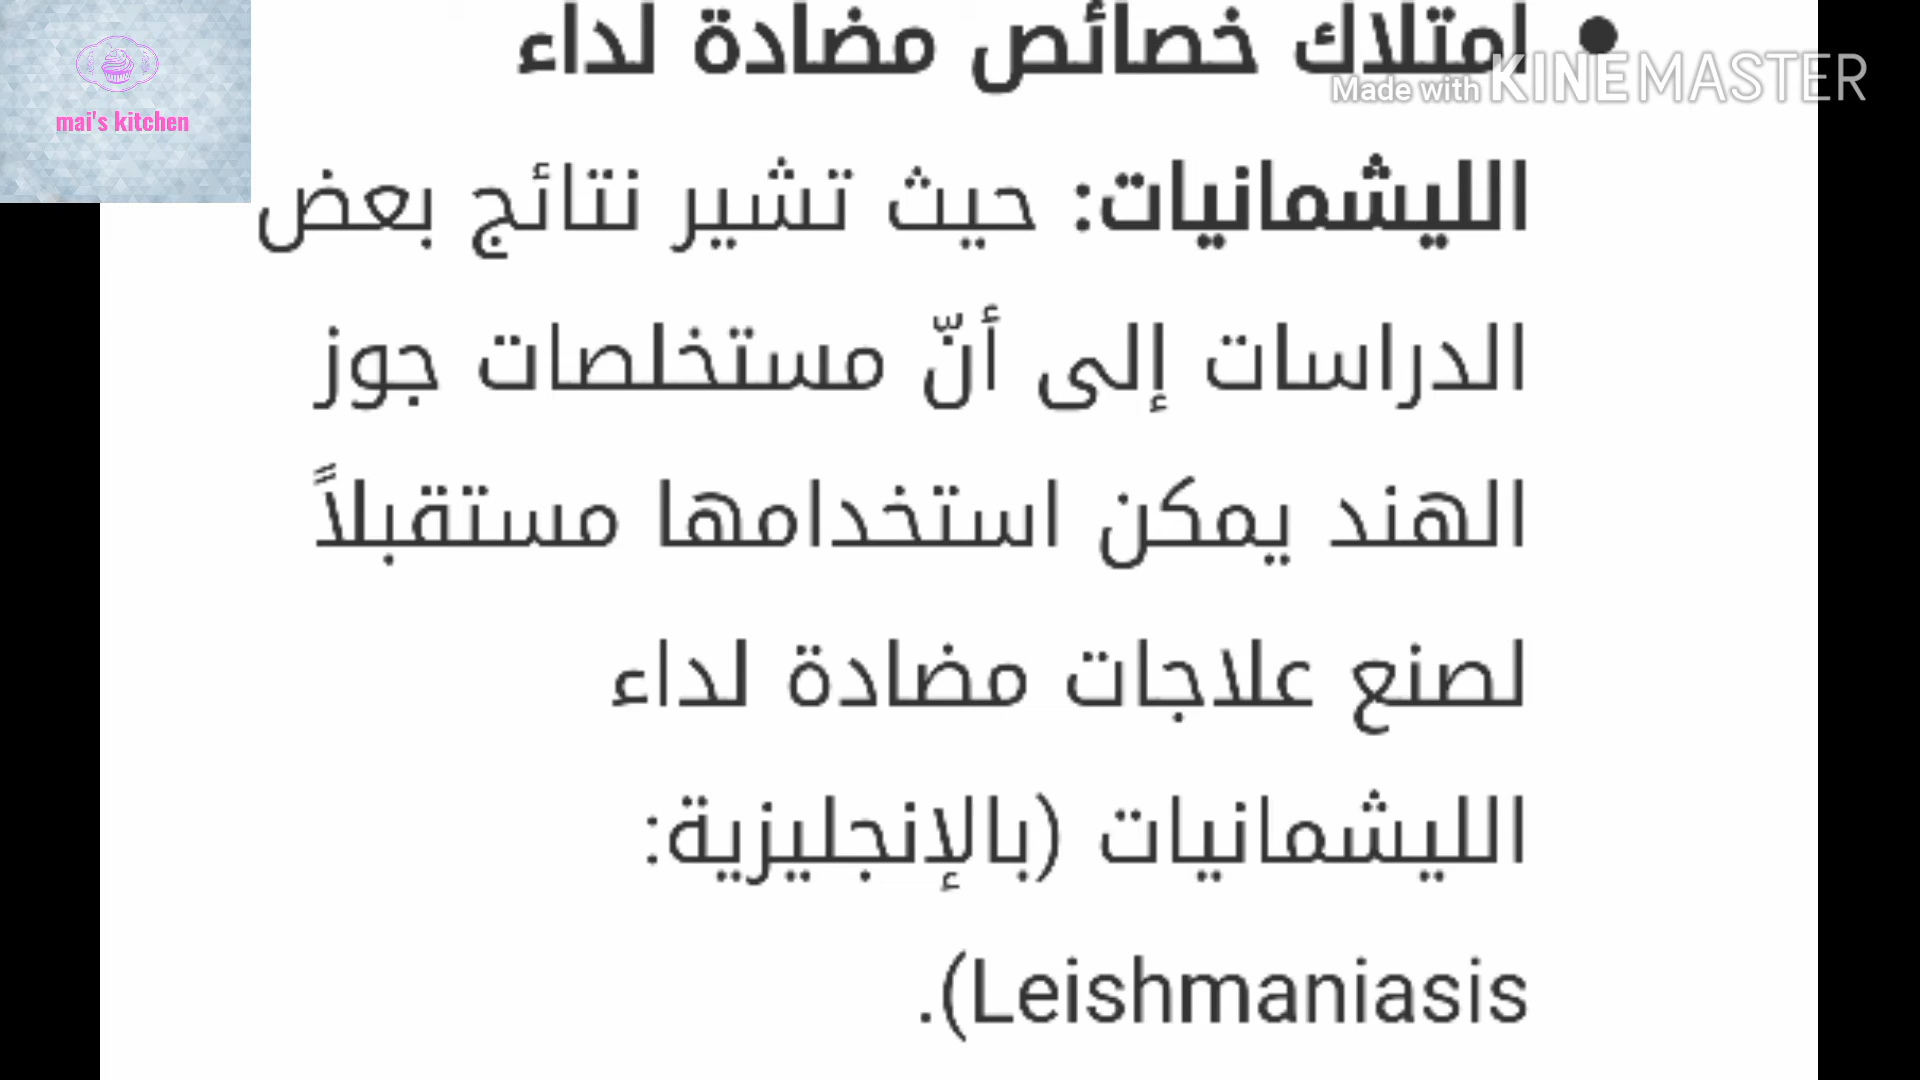 امتلاك خصائص مضادة لداء
Made with KINEMASTER
mai's kitchen
الليشمانيات: حيث تشير نتائج بعض
الدراسات إلى أنّ مستخلصات جوز
الهند يمكن استخدامها مستقبلاً
لصنع علاجات مضادة لداء
الليشمانيات (بالإنجليزية:
Leishmaniasis).